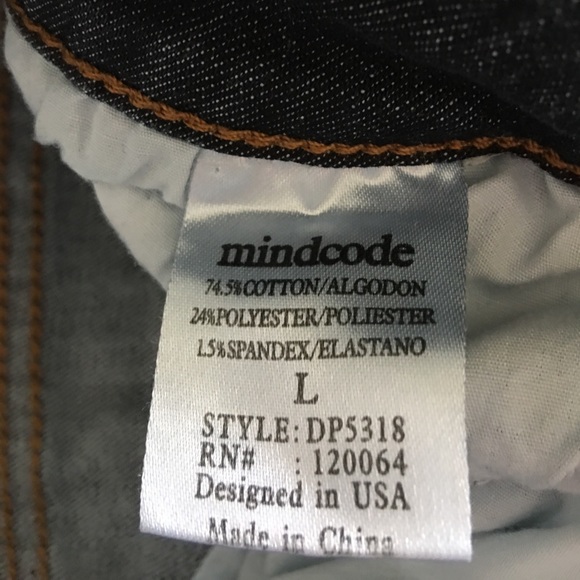 mindcode
74.5%COTTON/ALGODON
24%POLYESTER/POLIESTER
1.5%SPANDEX/ELASTANO
L
STYLE: DP5318
RN# : 120064
Designed in USA
Made in China